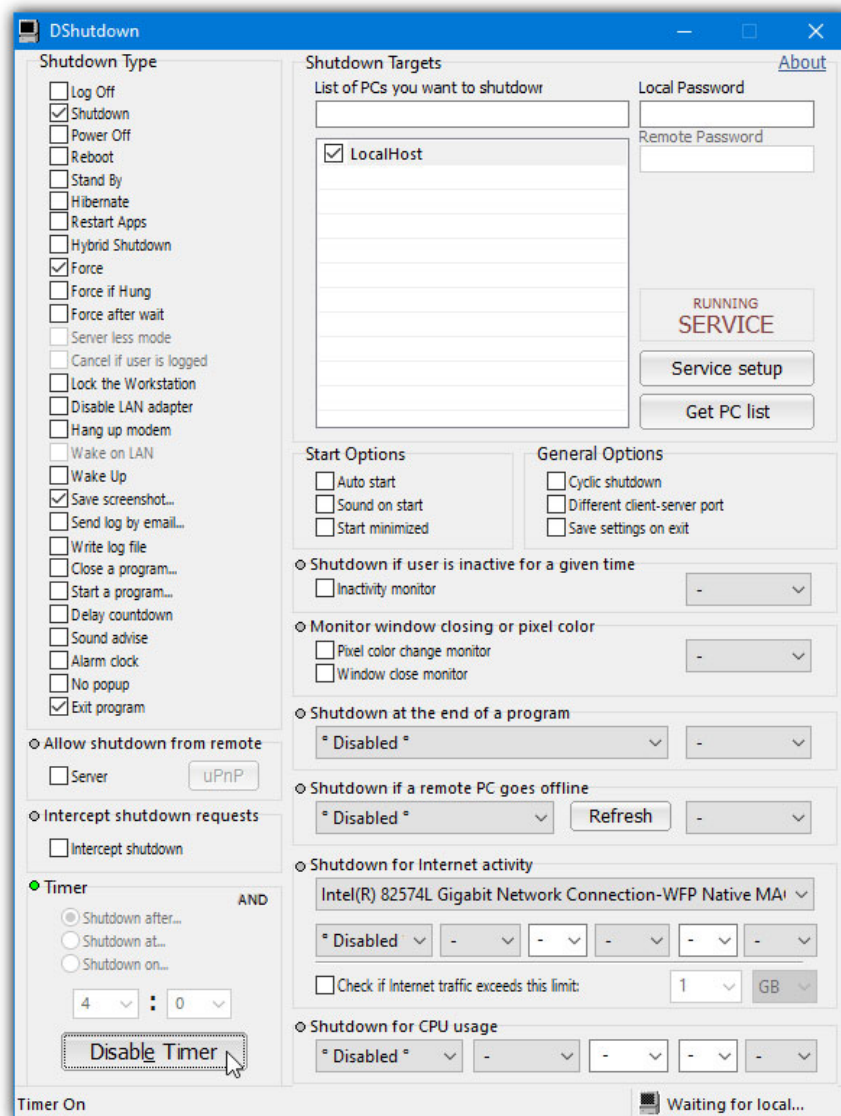 DShutdown
Shutdown Type
Log Off
Shutdown
Power Off
Reboot
Stand By
Hibernate
Restart Apps
Hybrid Shutdown
Force
Force if Hung
Force after wait
Server less mode
Cancel if user is logged
Lock the Workstation
Disable LAN adapter
Hang up modem
Wake on LAN
Wake Up
Save screenshot...
Send log by email...
Write log file
Close a program...
Start a program...
Delay countdown
Sound advise
Alarm clock
No popup
Exit program
Allow shutdown from remote
Server uPnP
Intercept shutdown requests
Intercept shutdown
Timer
AND
Shutdown after...
Shutdown at...
Shutdown on...
4 : 0
Disable Timer
Shutdown Targets About
List of PCs you want to shutdowr Local Password
Remote Password
LocalHost
RUNNING
SERVICE
Service setup
Get PC list
Start Options
Auto start
Sound on start
Start minimized
General Options
Cyclic shutdown
Different client-server port
Save settings on exit
Shutdown if user is inactive for a given time
Inactivity monitor -
Monitor window closing or pixel color
Pixel color change monitor -
Window close monitor
Shutdown at the end of a program
° Disabled ° -
Shutdown if a remote PC goes offline
° Disabled ° Refresh -
Shutdown for Internet activity
Intel(R) 82574L Gigabit Network Connection-WFP Native MA(
° Disabled - - - - -
Check if Internet traffic exceeds this limit: 1 GB
Shutdown for CPU usage
° Disabled ° - - - -
Timer On Waiting for local...